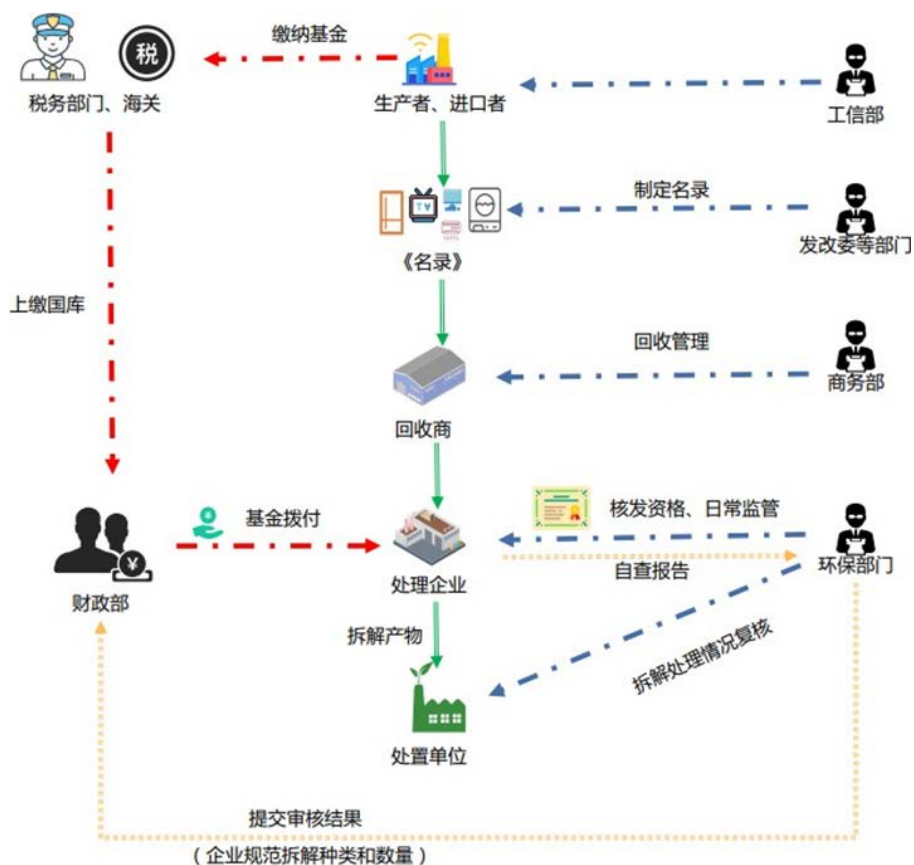 缴纳基金
税
税务部门、海关
生产者、进口者
工信部
制定名录
TV
发改委等部门
《名录》
上缴国库
回收管理
商务部
回收商
基金拨付
¥
核发资格、日常监管
¥
处理企业
自查报告
环保部门
财政部
拆解产物
拆解处理情况复核
处置单位
提交审核结果
（企业规范拆解种类和数量）